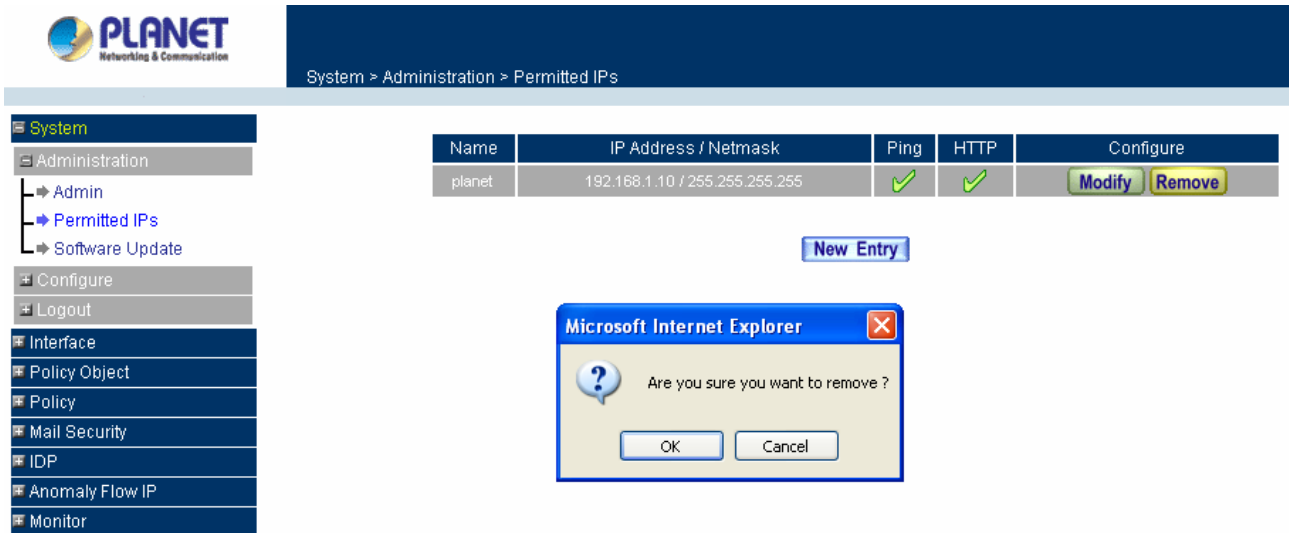 PLANET
Networking & Communication
System > Administration > Permitted IPs
System
Administration
Admin
Permitted IPs
Software Update
Configure
Logout
Interface
Policy Object
Policy
Mail Security
IDP
Anomaly Flow IP
Monitor
Name IP Address / Netmask Ping HTTP Configure
planet 192.168.1.10 / 255.255.255.255 Modify Remove
New Entry
Microsoft Internet Explorer
Are you sure you want to remove ?
OK Cancel